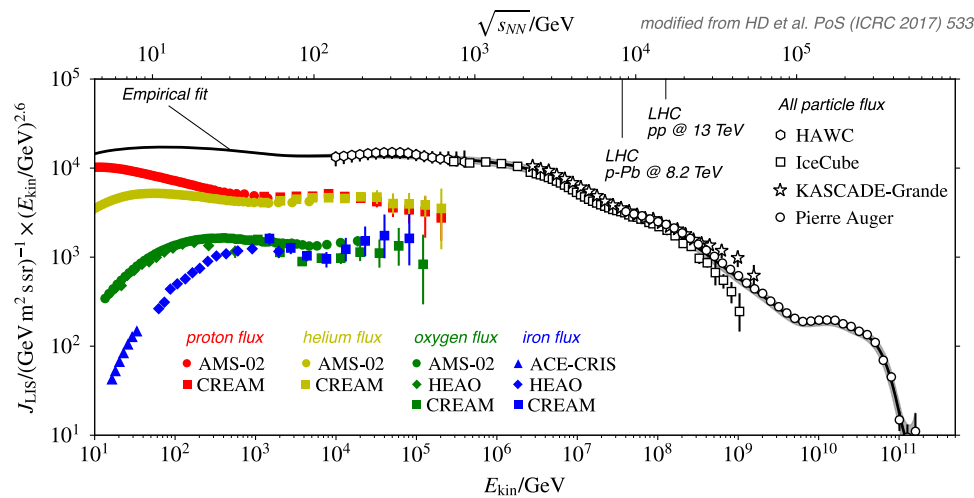 √s_NN/GeV
modified from HD et al. PoS (ICRC 2017) 533
10^1 10^2 10^3 10^4 10^5
10^5
10^4
10^3
10^2
10^1
J_LIS/(GeV m^2 s sr)^−1 × (E_kin/GeV)^2.6
Empirical fit
LHC
pp @ 13 TeV
LHC
p-Pb @ 8.2 TeV
All particle flux
HAWC
IceCube
KASCADE-Grande
Pierre Auger
proton flux
AMS-02
CREAM
helium flux
AMS-02
CREAM
oxygen flux
AMS-02
HEAO
CREAM
iron flux
ACE-CRIS
HEAO
CREAM
10^1 10^2 10^3 10^4 10^5 10^6 10^7 10^8 10^9 10^10 10^11
E_kin/GeV